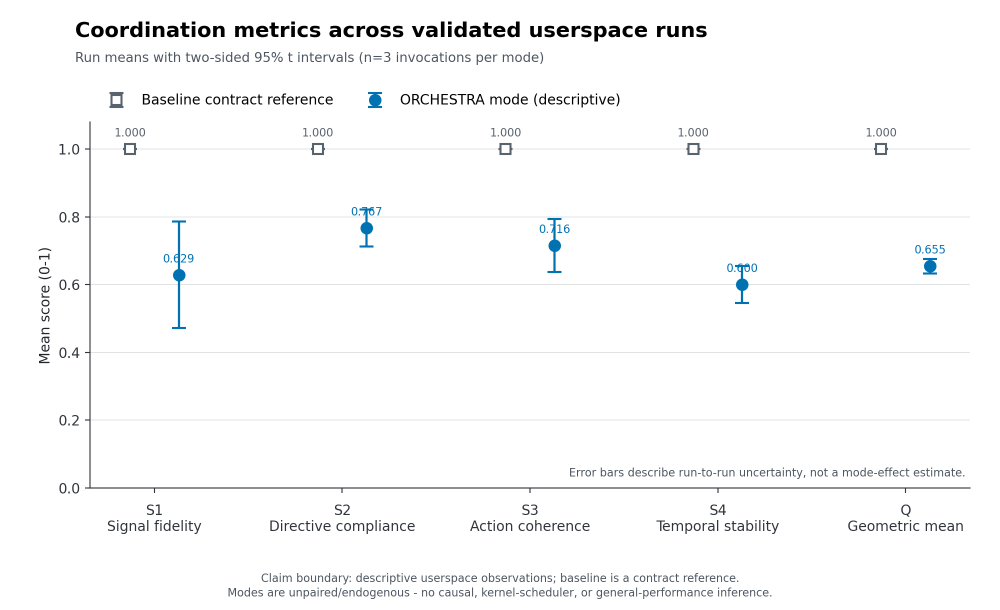 Coordination metrics across validated userspace runs
Run means with two-sided 95% t intervals (n=3 invocations per mode)
Baseline contract reference
ORCHESTRA mode (descriptive)
1.000
1.000
1.000
1.000
1.000
0.629
0.767
0.716
0.600
0.655
Mean score (0-1)
1.0
0.8
0.6
0.4
0.2
0.0
Error bars describe run-to-run uncertainty, not a mode-effect estimate.
S1
Signal fidelity
S2
Directive compliance
S3
Action coherence
S4
Temporal stability
Q
Geometric mean
Claim boundary: descriptive userspace observations; baseline is a contract reference.
Modes are unpaired/endogenous - no causal, kernel-scheduler, or general-performance inference.